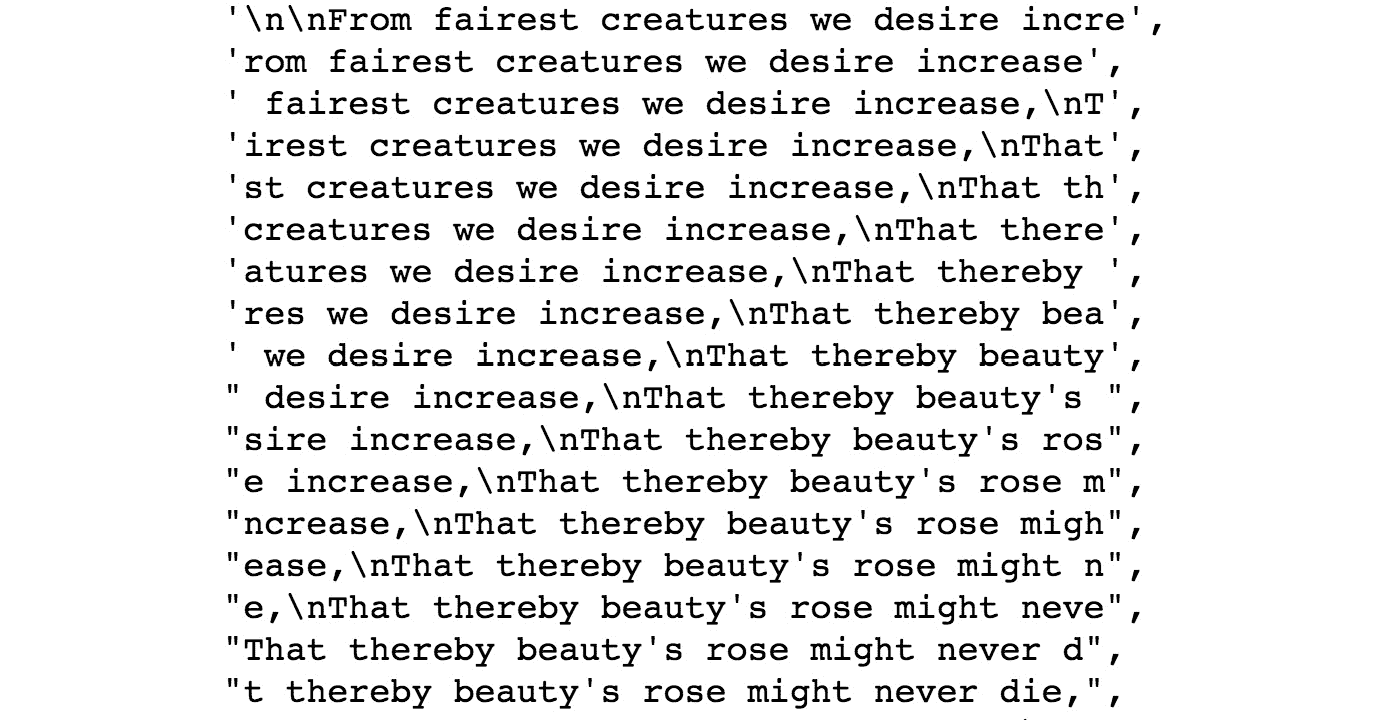 '\n\nFrom fairest creatures we desire incre',
'rom fairest creatures we desire increase',
' fairest creatures we desire increase,\nT',
'irest creatures we desire increase,\nThat',
'st creatures we desire increase,\nThat th',
'creatures we desire increase,\nThat there',
'atures we desire increase,\nThat thereby ',
'res we desire increase,\nThat thereby bea',
' we desire increase,\nThat thereby beauty',
" desire increase,\nThat thereby beauty's ",
"sire increase,\nThat thereby beauty's ros",
"e increase,\nThat thereby beauty's rose m",
"ncrease,\nThat thereby beauty's rose migh",
"ease,\nThat thereby beauty's rose might n",
"e,\nThat thereby beauty's rose might neve",
"That thereby beauty's rose might never d",
"t thereby beauty's rose might never die,",